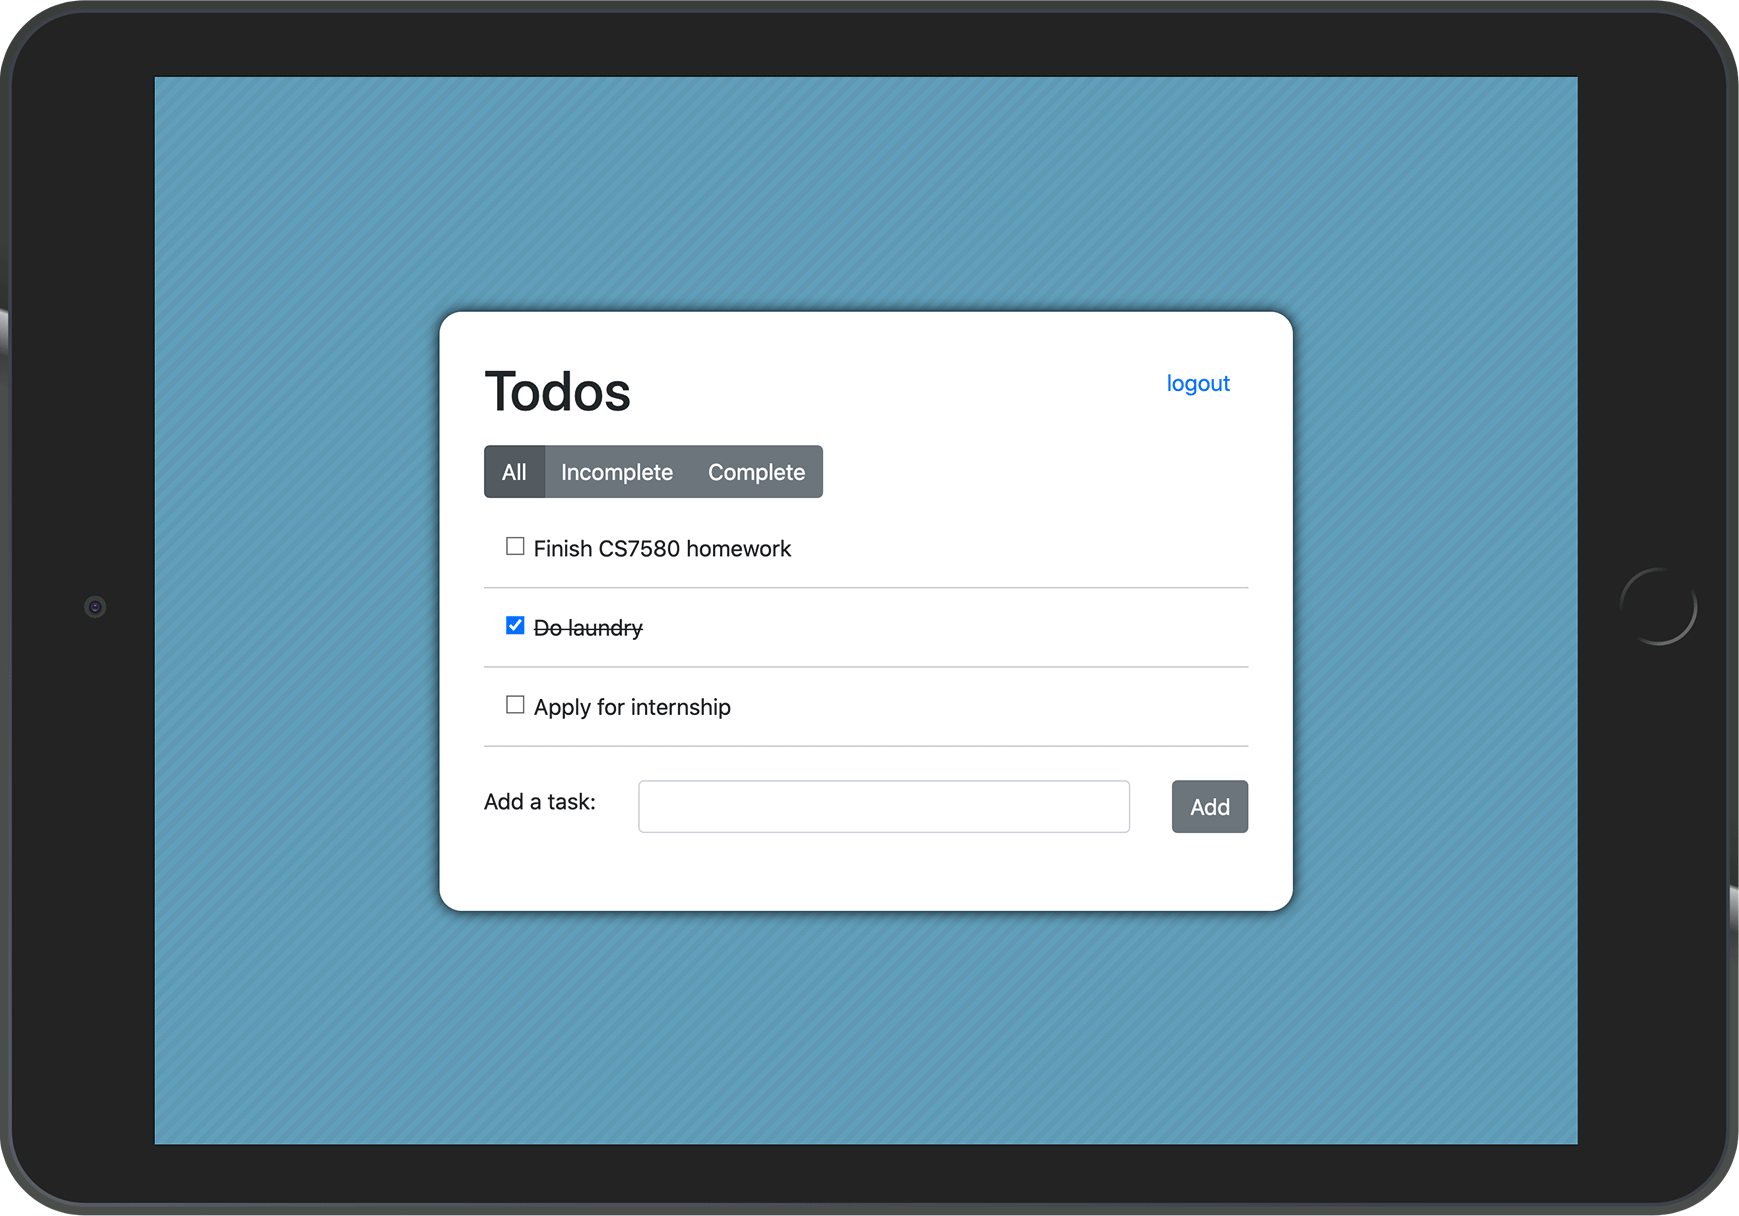 Todos
logout
All Incomplete Complete
Finish CS7580 homework
Do laundry
Apply for internship
Add a task:
Add